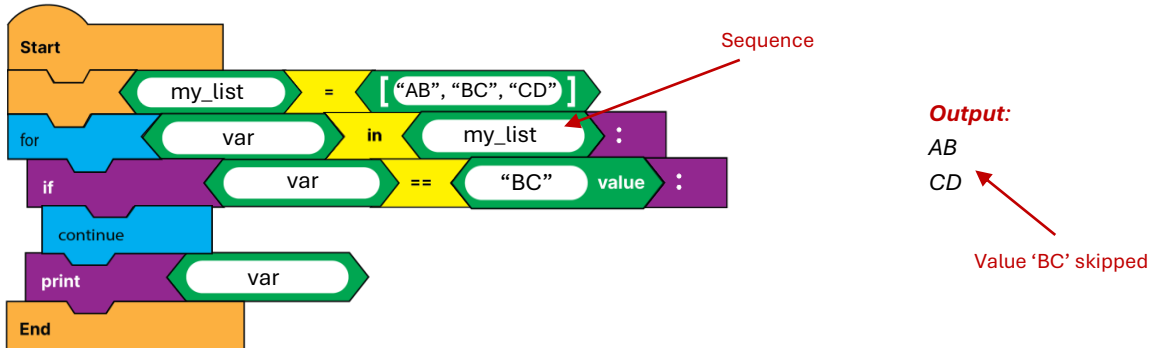 Start
my_list = [ “AB”, “BC”, “CD” ]
for var in my_list :
if var == “BC” value :
continue
print var
End
Sequence
Output:
AB
CD
Value ‘BC’ skipped